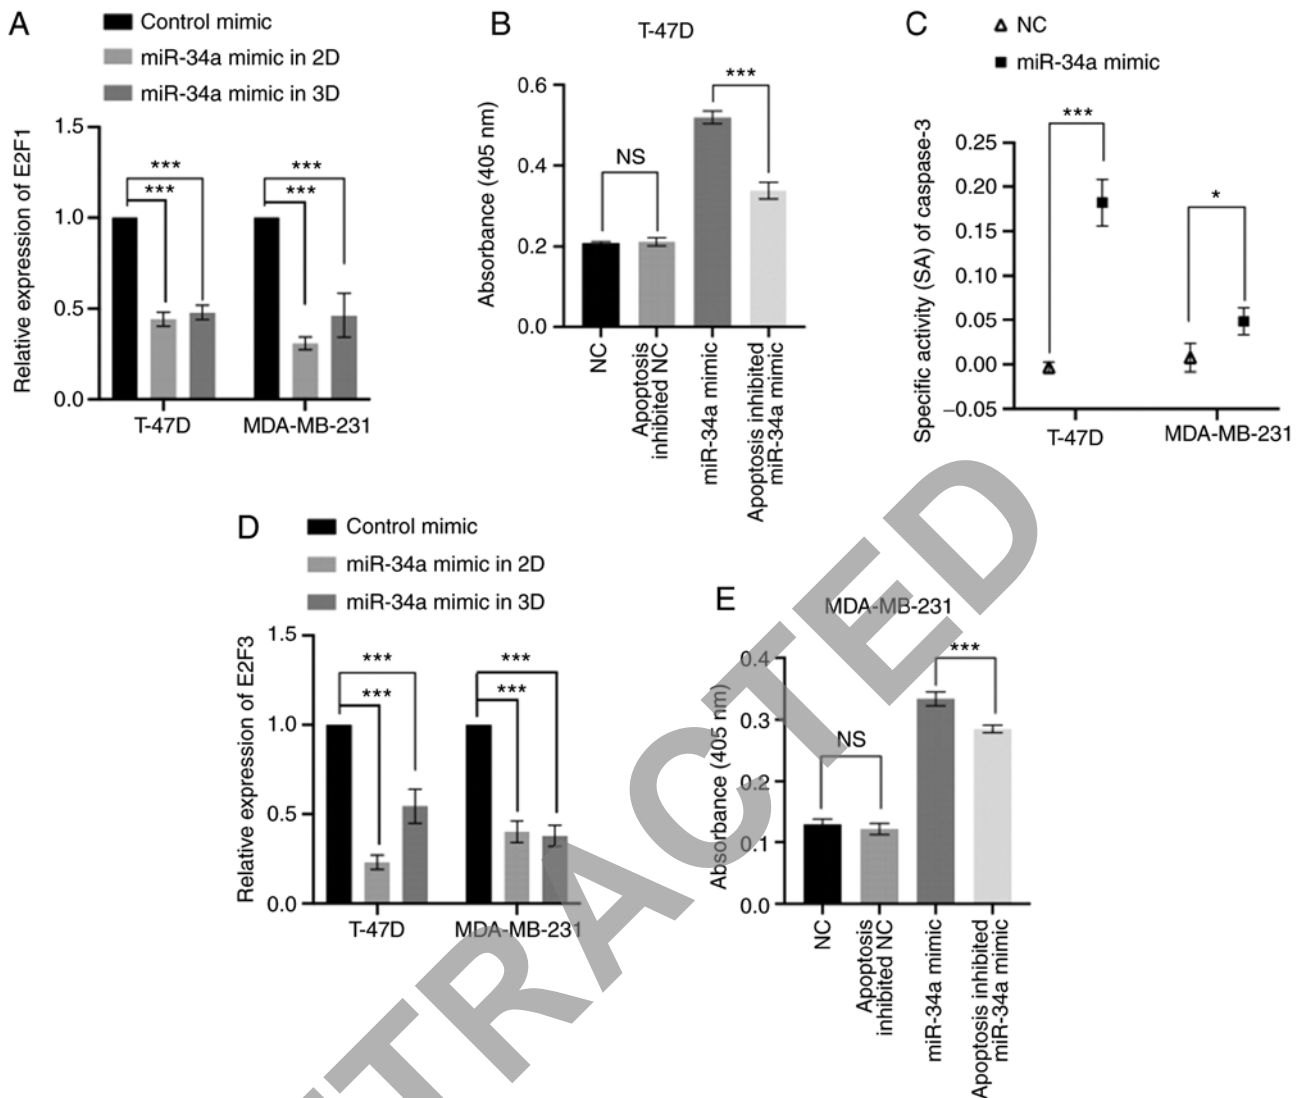 A
Control mimic
miR-34a mimic in 2D
miR-34a mimic in 3D
Relative expression of E2F1
1.5
1.0
0.5
0.0
***
***
***
***
T-47D
MDA-MB-231
B
T-47D
Absorbance (405 nm)
0.6
0.4
0.2
0.0
NS
***
NC
Apoptosis
inhibited NC
miR-34a mimic
Apoptosis inhibited
miR-34a mimic
C
NC
miR-34a mimic
Specific activity (SA) of caspase-3
0.25
0.20
0.15
0.10
0.05
0.00
−0.05
***
*
T-47D
MDA-MB-231
D
Control mimic
miR-34a mimic in 2D
miR-34a mimic in 3D
Relative expression of E2F3
1.5
1.0
0.5
0.0
***
***
***
***
T-47D
MDA-MB-231
E
MDA-MB-231
Absorbance (405 nm)
0.4
0.3
0.2
0.1
0.0
NS
***
NC
Apoptosis
inhibited NC
miR-34a mimic
Apoptosis inhibited
miR-34a mimic
TRACTED